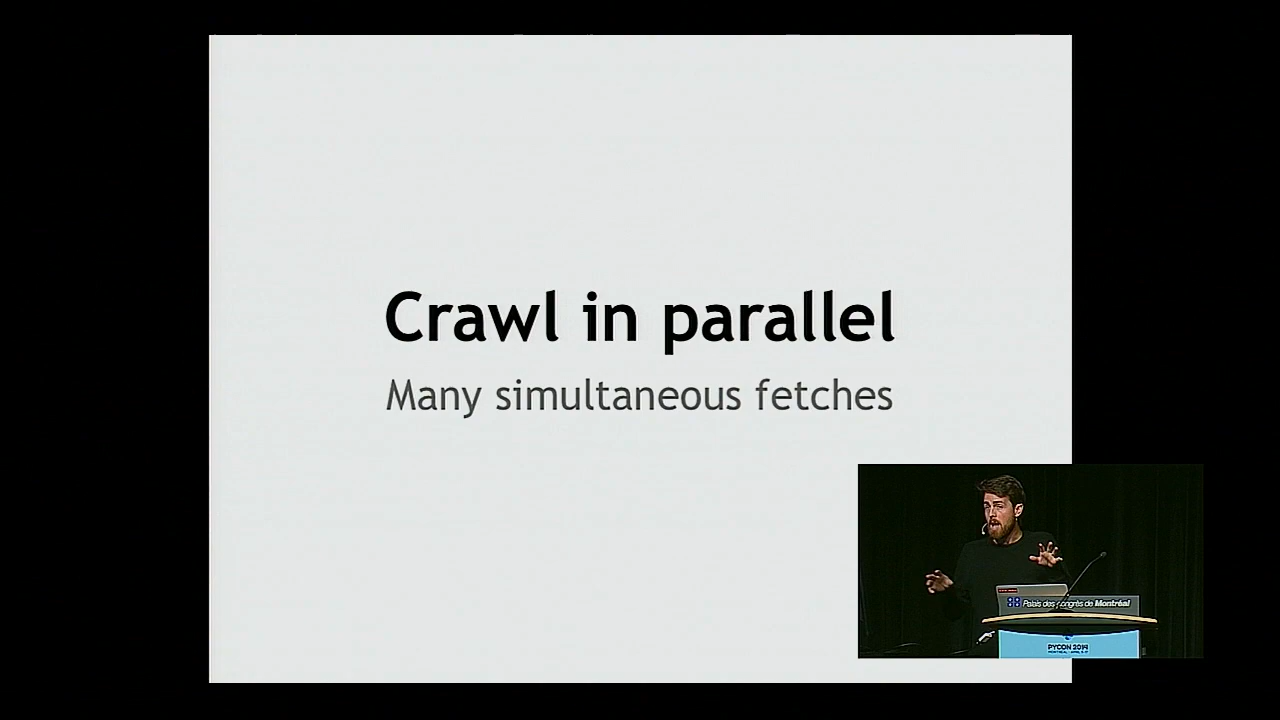 Crawl in parallel
Many simultaneous fetches
Palais des congrès de Montréal
PYCON 2014